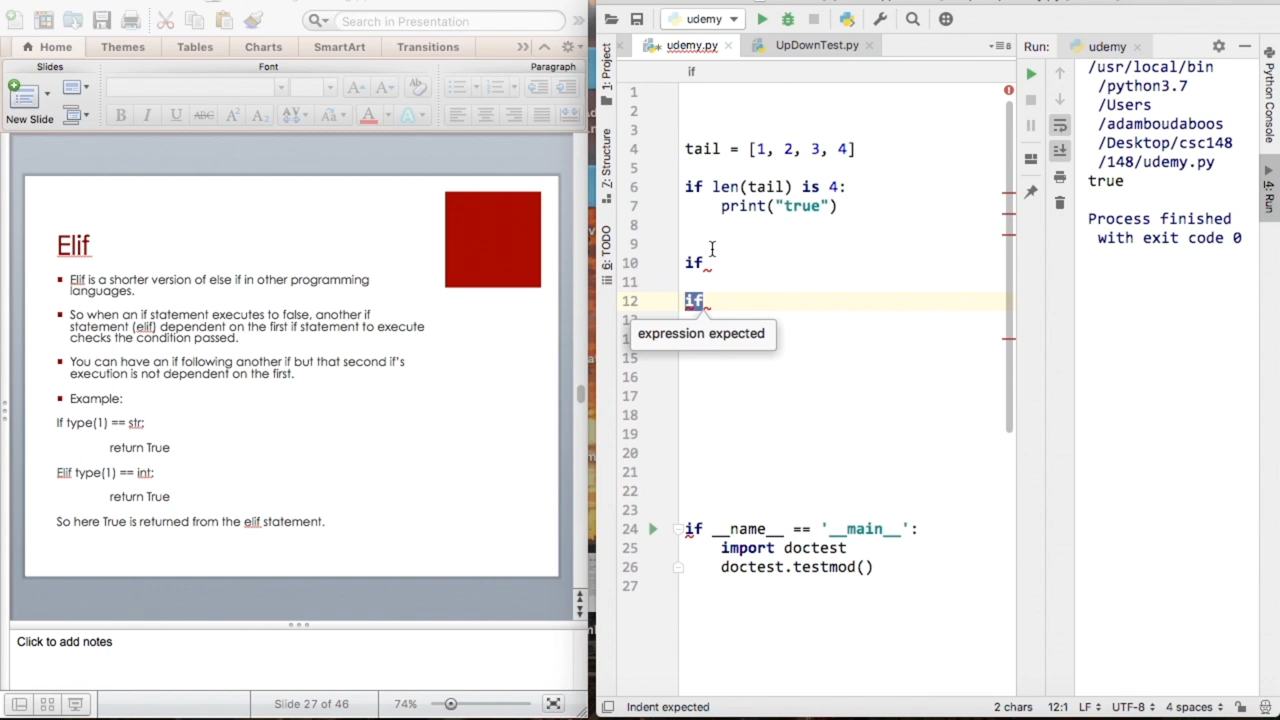 Search in Presentation
Home Themes Tables Charts SmartArt Transitions
Slides Font Paragraph
New Slide
B I U ABC A² A₂ AV Aa A A
Elif
Elif is a shorter version of else if in other programming
languages.
So when an if statement executes to false, another if
statement (elif) dependent on the first if statement to execute
checks the condition passed.
You can have an if following another if but that second if's
execution is not dependent on the first.
Example:
If type(1) == str:
return True
Elif type(1) == int:
return True
So here True is returned from the elif statement.
Click to add notes
Slide 27 of 46 74%
udemy
udemy.py UpDownTest.py
if
1: Project
7: Structure
6: TODO
1
2
3
4 tail = [1, 2, 3, 4]
5
6 if len(tail) is 4:
7 print("true")
8
9
10 if
11
12 if
expression expected
15
16
17
18
19
20
21
22
23
24 if __name__ == '__main__':
25 import doctest
26 doctest.testmod()
27
Run: udemy
/usr/local/bin
/python3.7
/Users
/adamboudaboos
/Desktop/csc148
/148/udemy.py
true
Process finished
with exit code 0
Python Console
4: Run
Indent expected 2 chars 12:1 LF UTF-8 4 spaces